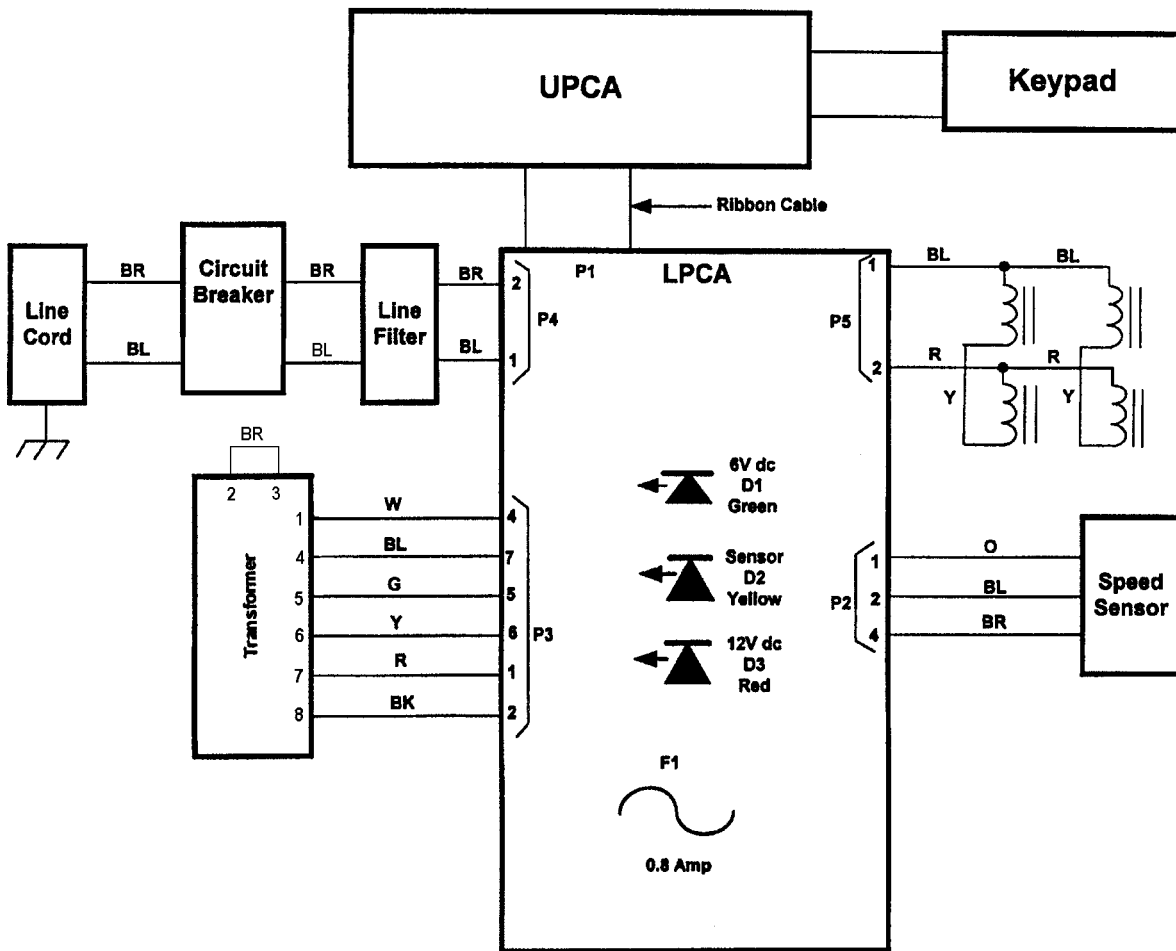 UPCA
Keypad
Ribbon Cable
Line
Cord
BR
BL
Circuit
Breaker
BR
BL
Line
Filter
BR
BL
2
1
P4
P1
LPCA
P5
1
2
BL
BL
R
R
Y
Y
BR
2
3
Transformer
1
4
5
6
7
8
W
BL
G
Y
R
BK
4
7
5
6
1
2
P3
6V dc
D1
Green
Sensor
D2
Yellow
12V dc
D3
Red
F1
0.8 Amp
P2
1
2
4
O
BL
BR
Speed
Sensor